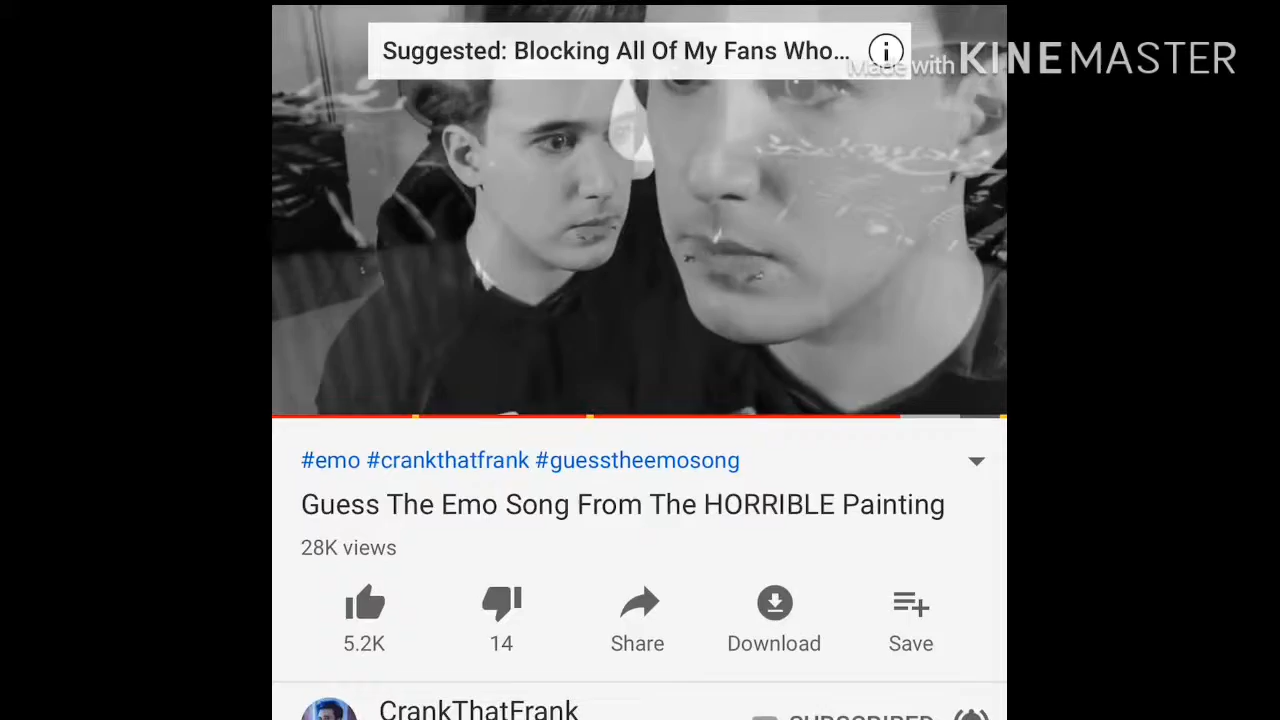 Suggested: Blocking All Of My Fans Who...
Made with KINEMASTER
#emo #crankthatfrank #guesstheemosong
Guess The Emo Song From The HORRIBLE Painting
28K views
5.2K
14
Share
Download
Save
CrankThatFrank
SUBSCRIBED